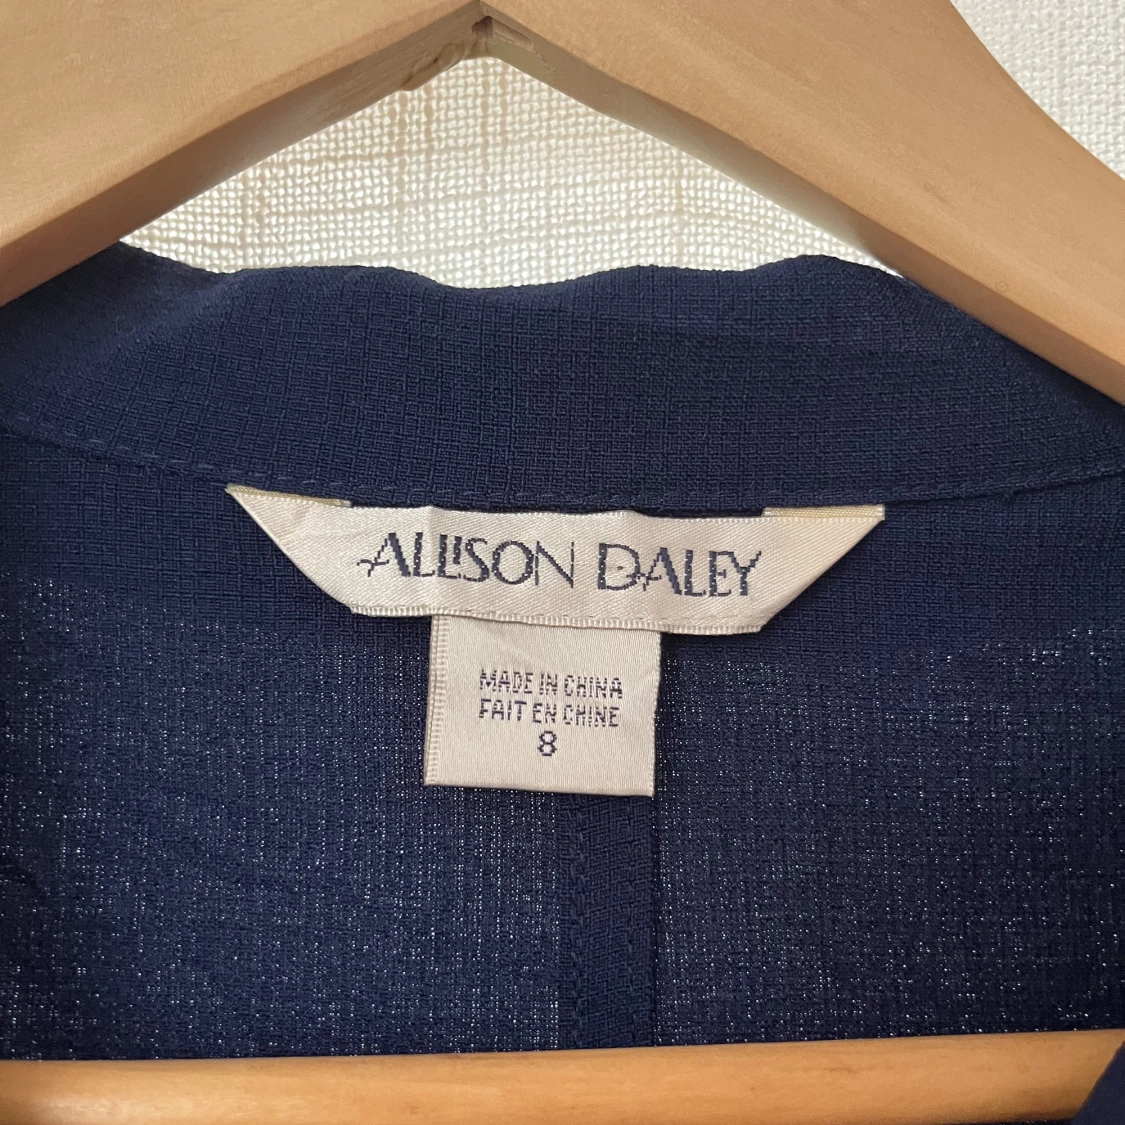 ALLISON DALEY
MADE IN CHINA
FAIT EN CHINE
8